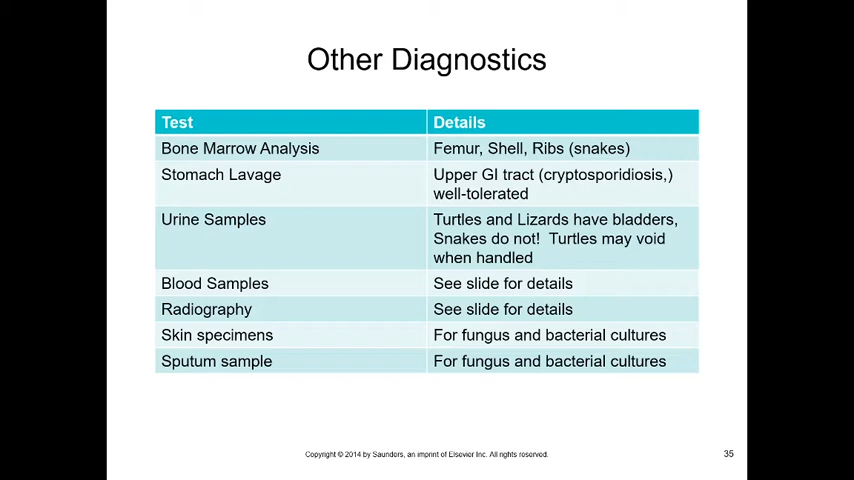 Other Diagnostics
Test Details
Bone Marrow Analysis Femur, Shell, Ribs (snakes)
Stomach Lavage Upper GI tract (cryptosporidiosis,)
well-tolerated
Urine Samples Turtles and Lizards have bladders,
Snakes do not! Turtles may void
when handled
Blood Samples See slide for details
Radiography See slide for details
Skin specimens For fungus and bacterial cultures
Sputum sample For fungus and bacterial cultures
Copyright © 2014 by Saunders, an imprint of Elsevier Inc. All rights reserved. 35